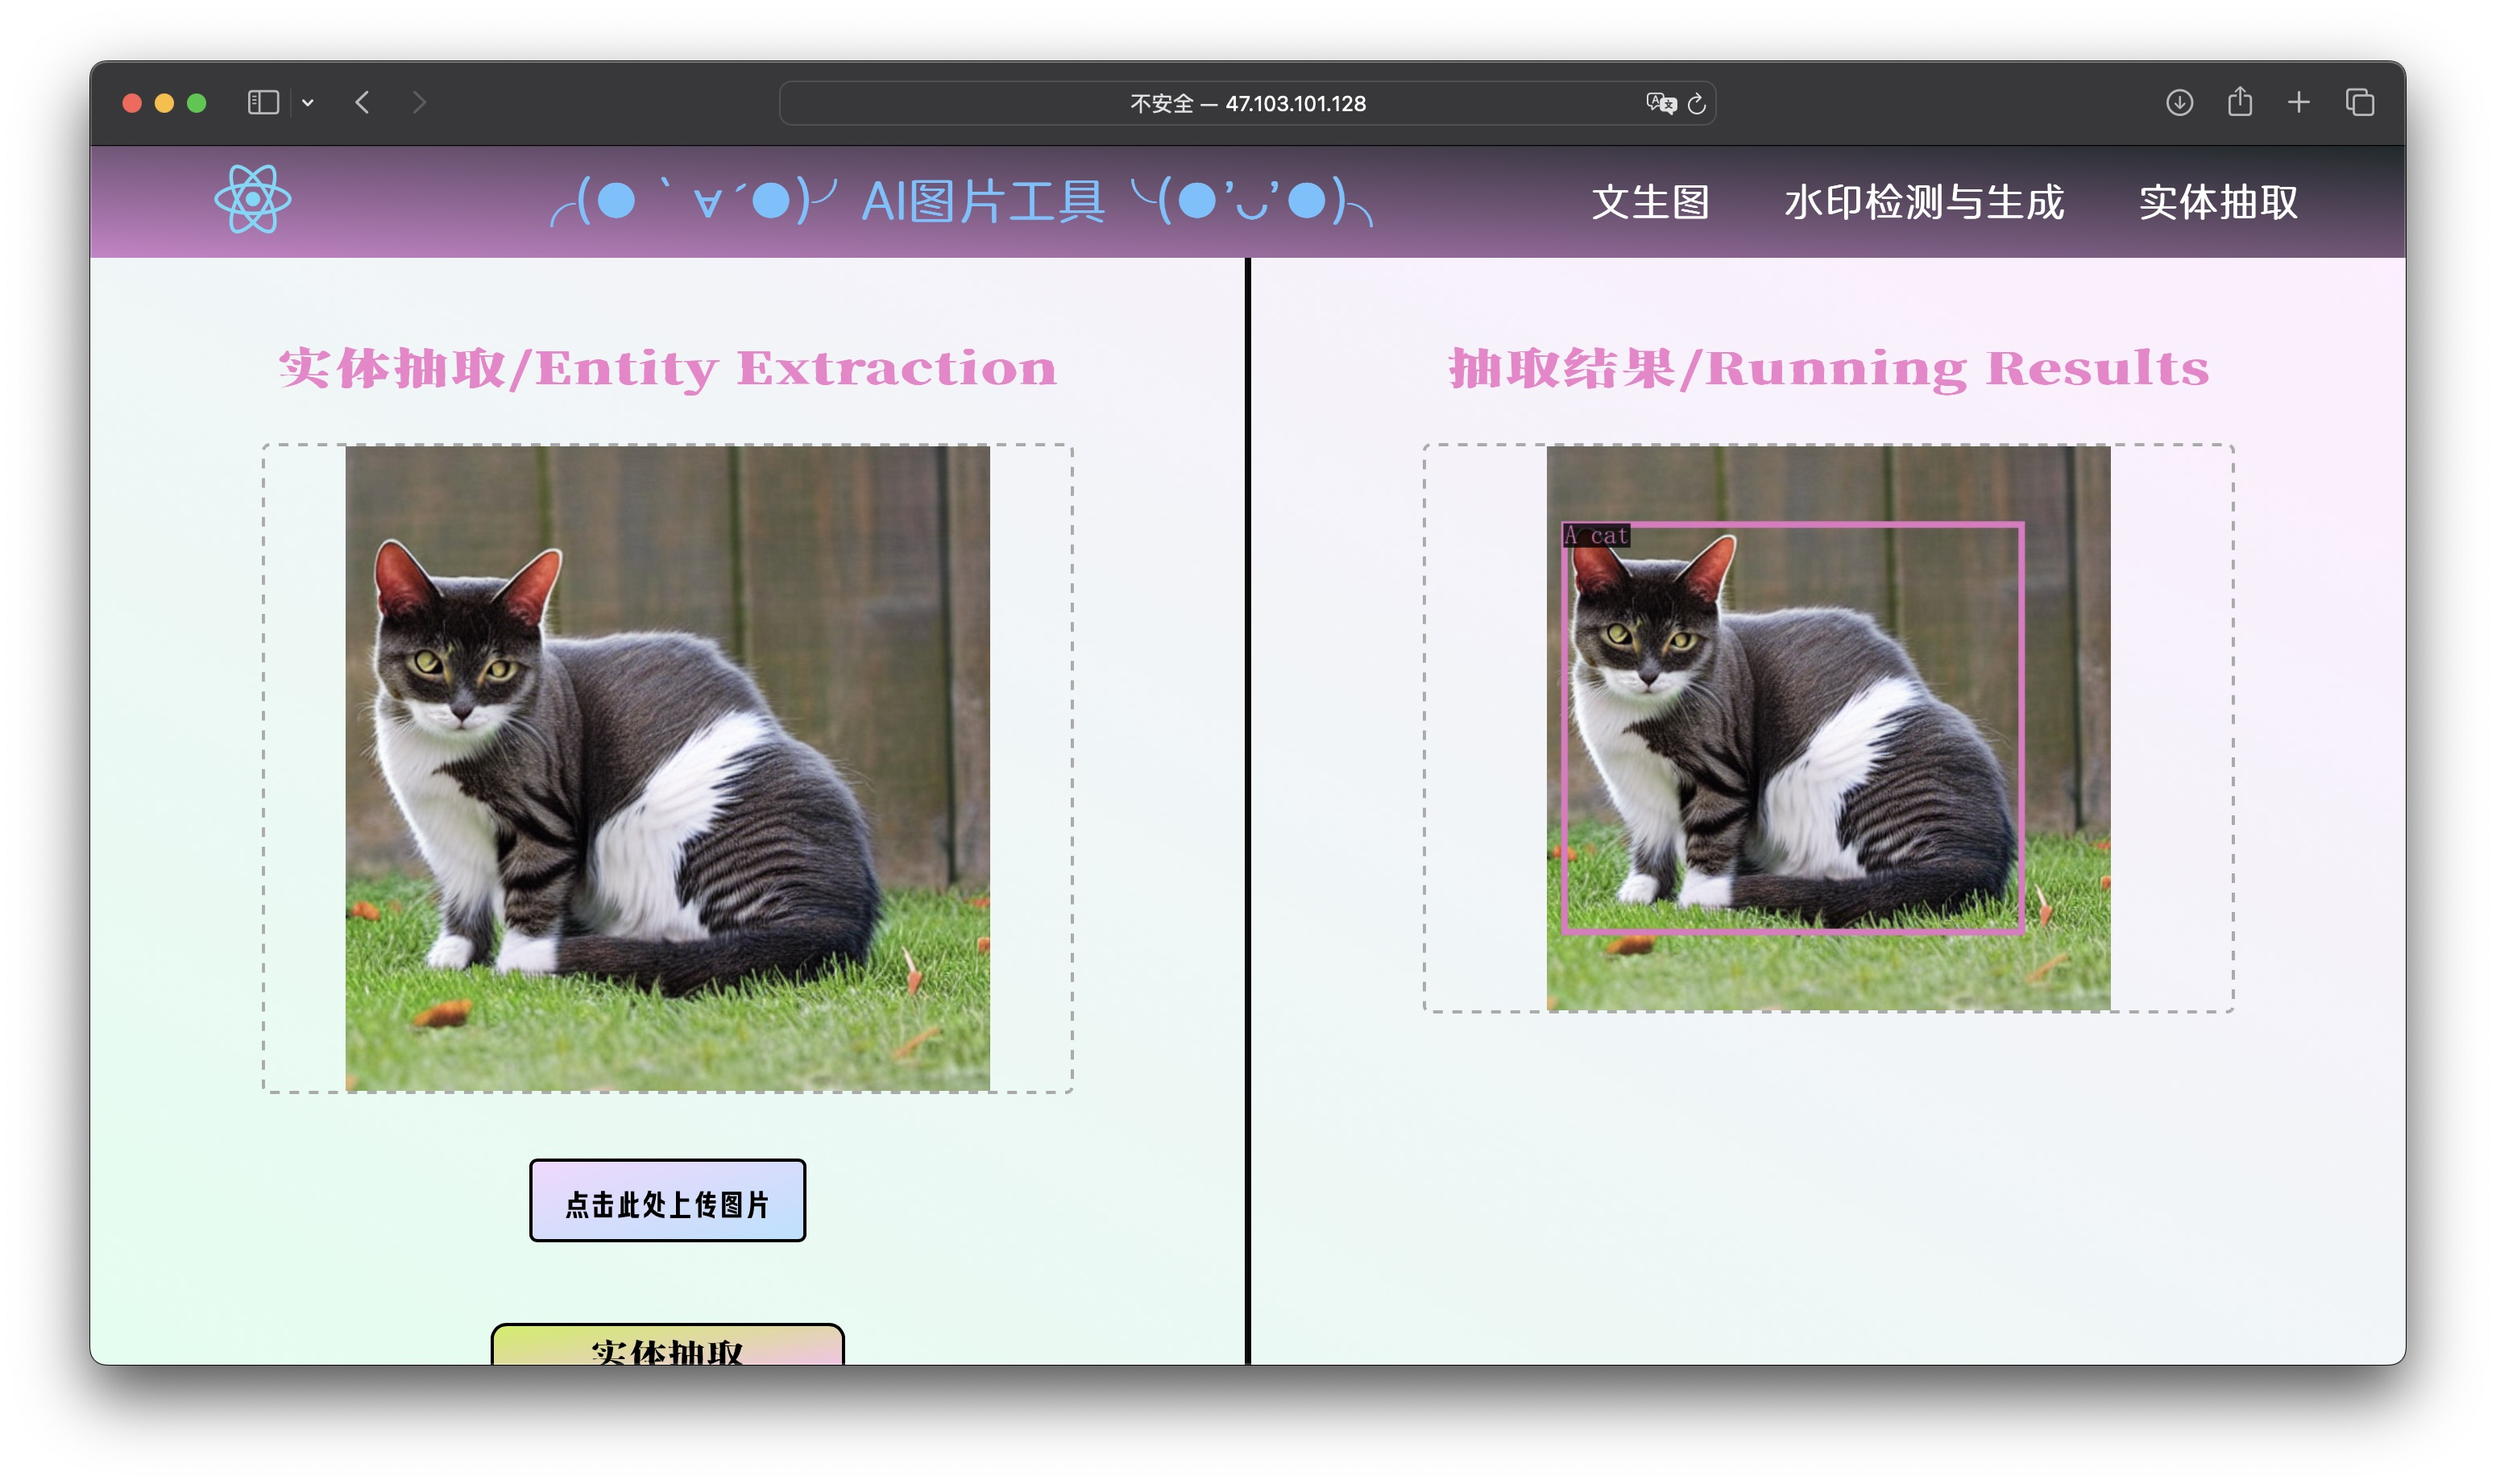 不安全 — 47.103.101.128
╭(●｀∀´●)╯ AI图片工具 ╰(●’◡’●)╮
文生图 水印检测与生成 实体抽取
实体抽取/Entity Extraction
抽取结果/Running Results
A cat
点击此处上传图片
实体抽取